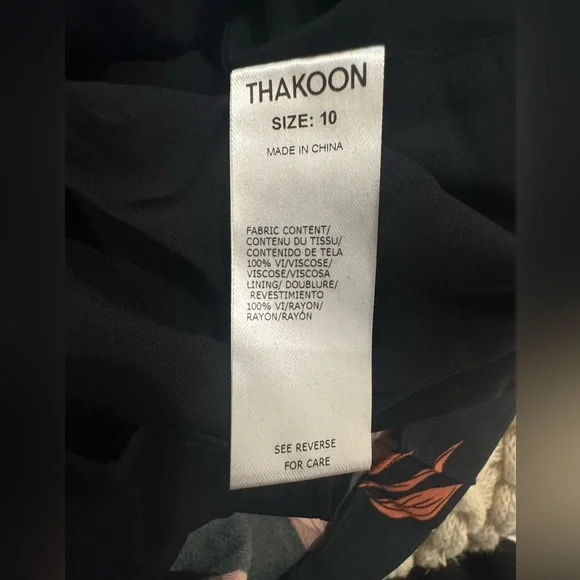 THAKOON
SIZE: 10
MADE IN CHINA
FABRIC CONTENT/
CONTENU DU TISSU/
CONTENIDO DE TELA
100% VI/VISCOSE/
VISCOSE/VISCOSA
LINING/ DOUBLURE/
REVESTIMIENTO
100% VI/RAYON/
RAYON/RAYÓN
SEE REVERSE
FOR CARE